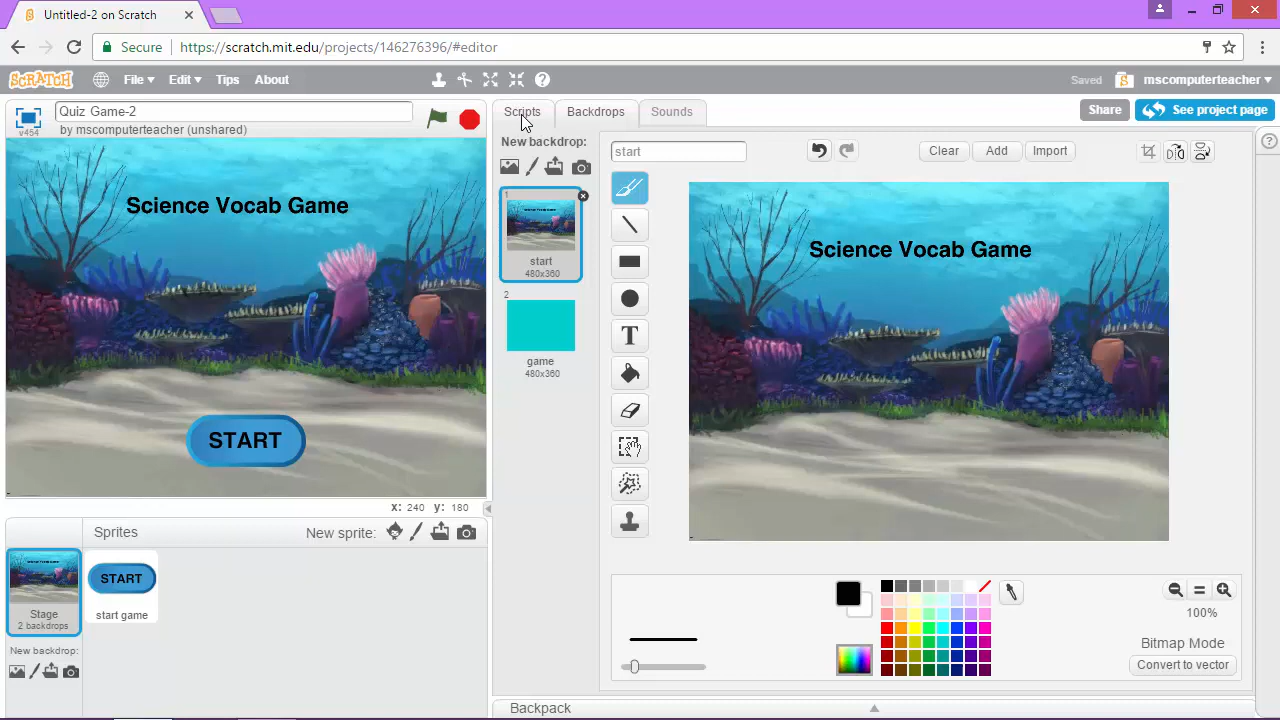 Untitled-2 on Scratch
Secure https://scratch.mit.edu/projects/146276396/#editor
SCRATCH File Edit Tips About Saved mscomputerteacher
Quiz Game-2
v454 by mscomputerteacher (unshared)
Scripts Backdrops Sounds Share See project page
New backdrop:
start Clear Add Import
1
start
480x360
2
game
480x360
Science Vocab Game
START
Science Vocab Game
x: 240 y: 180
Sprites New sprite:
Stage
2 backdrops
START
start game
New backdrop:
100%
Bitmap Mode
Convert to vector
Backpack